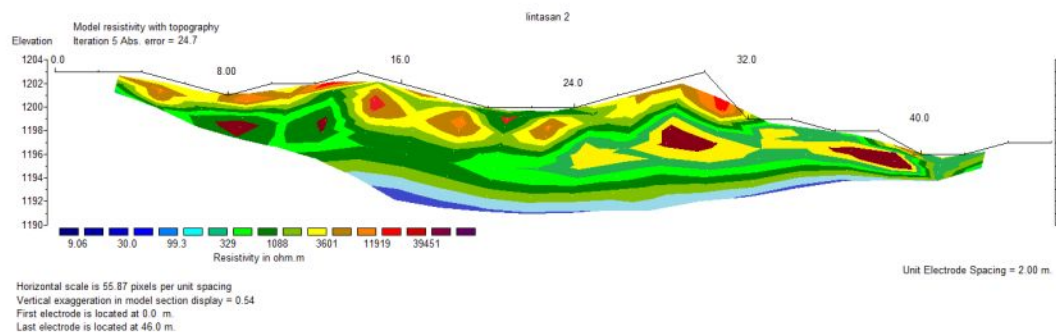 lintasan 2
Model resistivity with topography
Iteration 5 Abs. error = 24.7
Elevation
0.0 8.00 16.0 24.0 32.0 40.0
1204
1202
1200
1198
1196
1194
1192
1190
9.06 30.0 99.3 329 1088 3601 11919 39451
Resistivity in ohm.m
Unit Electrode Spacing = 2.00 m.
Horizontal scale is 55.87 pixels per unit spacing
Vertical exaggeration in model section display = 0.54
First electrode is located at 0.0 m.
Last electrode is located at 46.0 m.